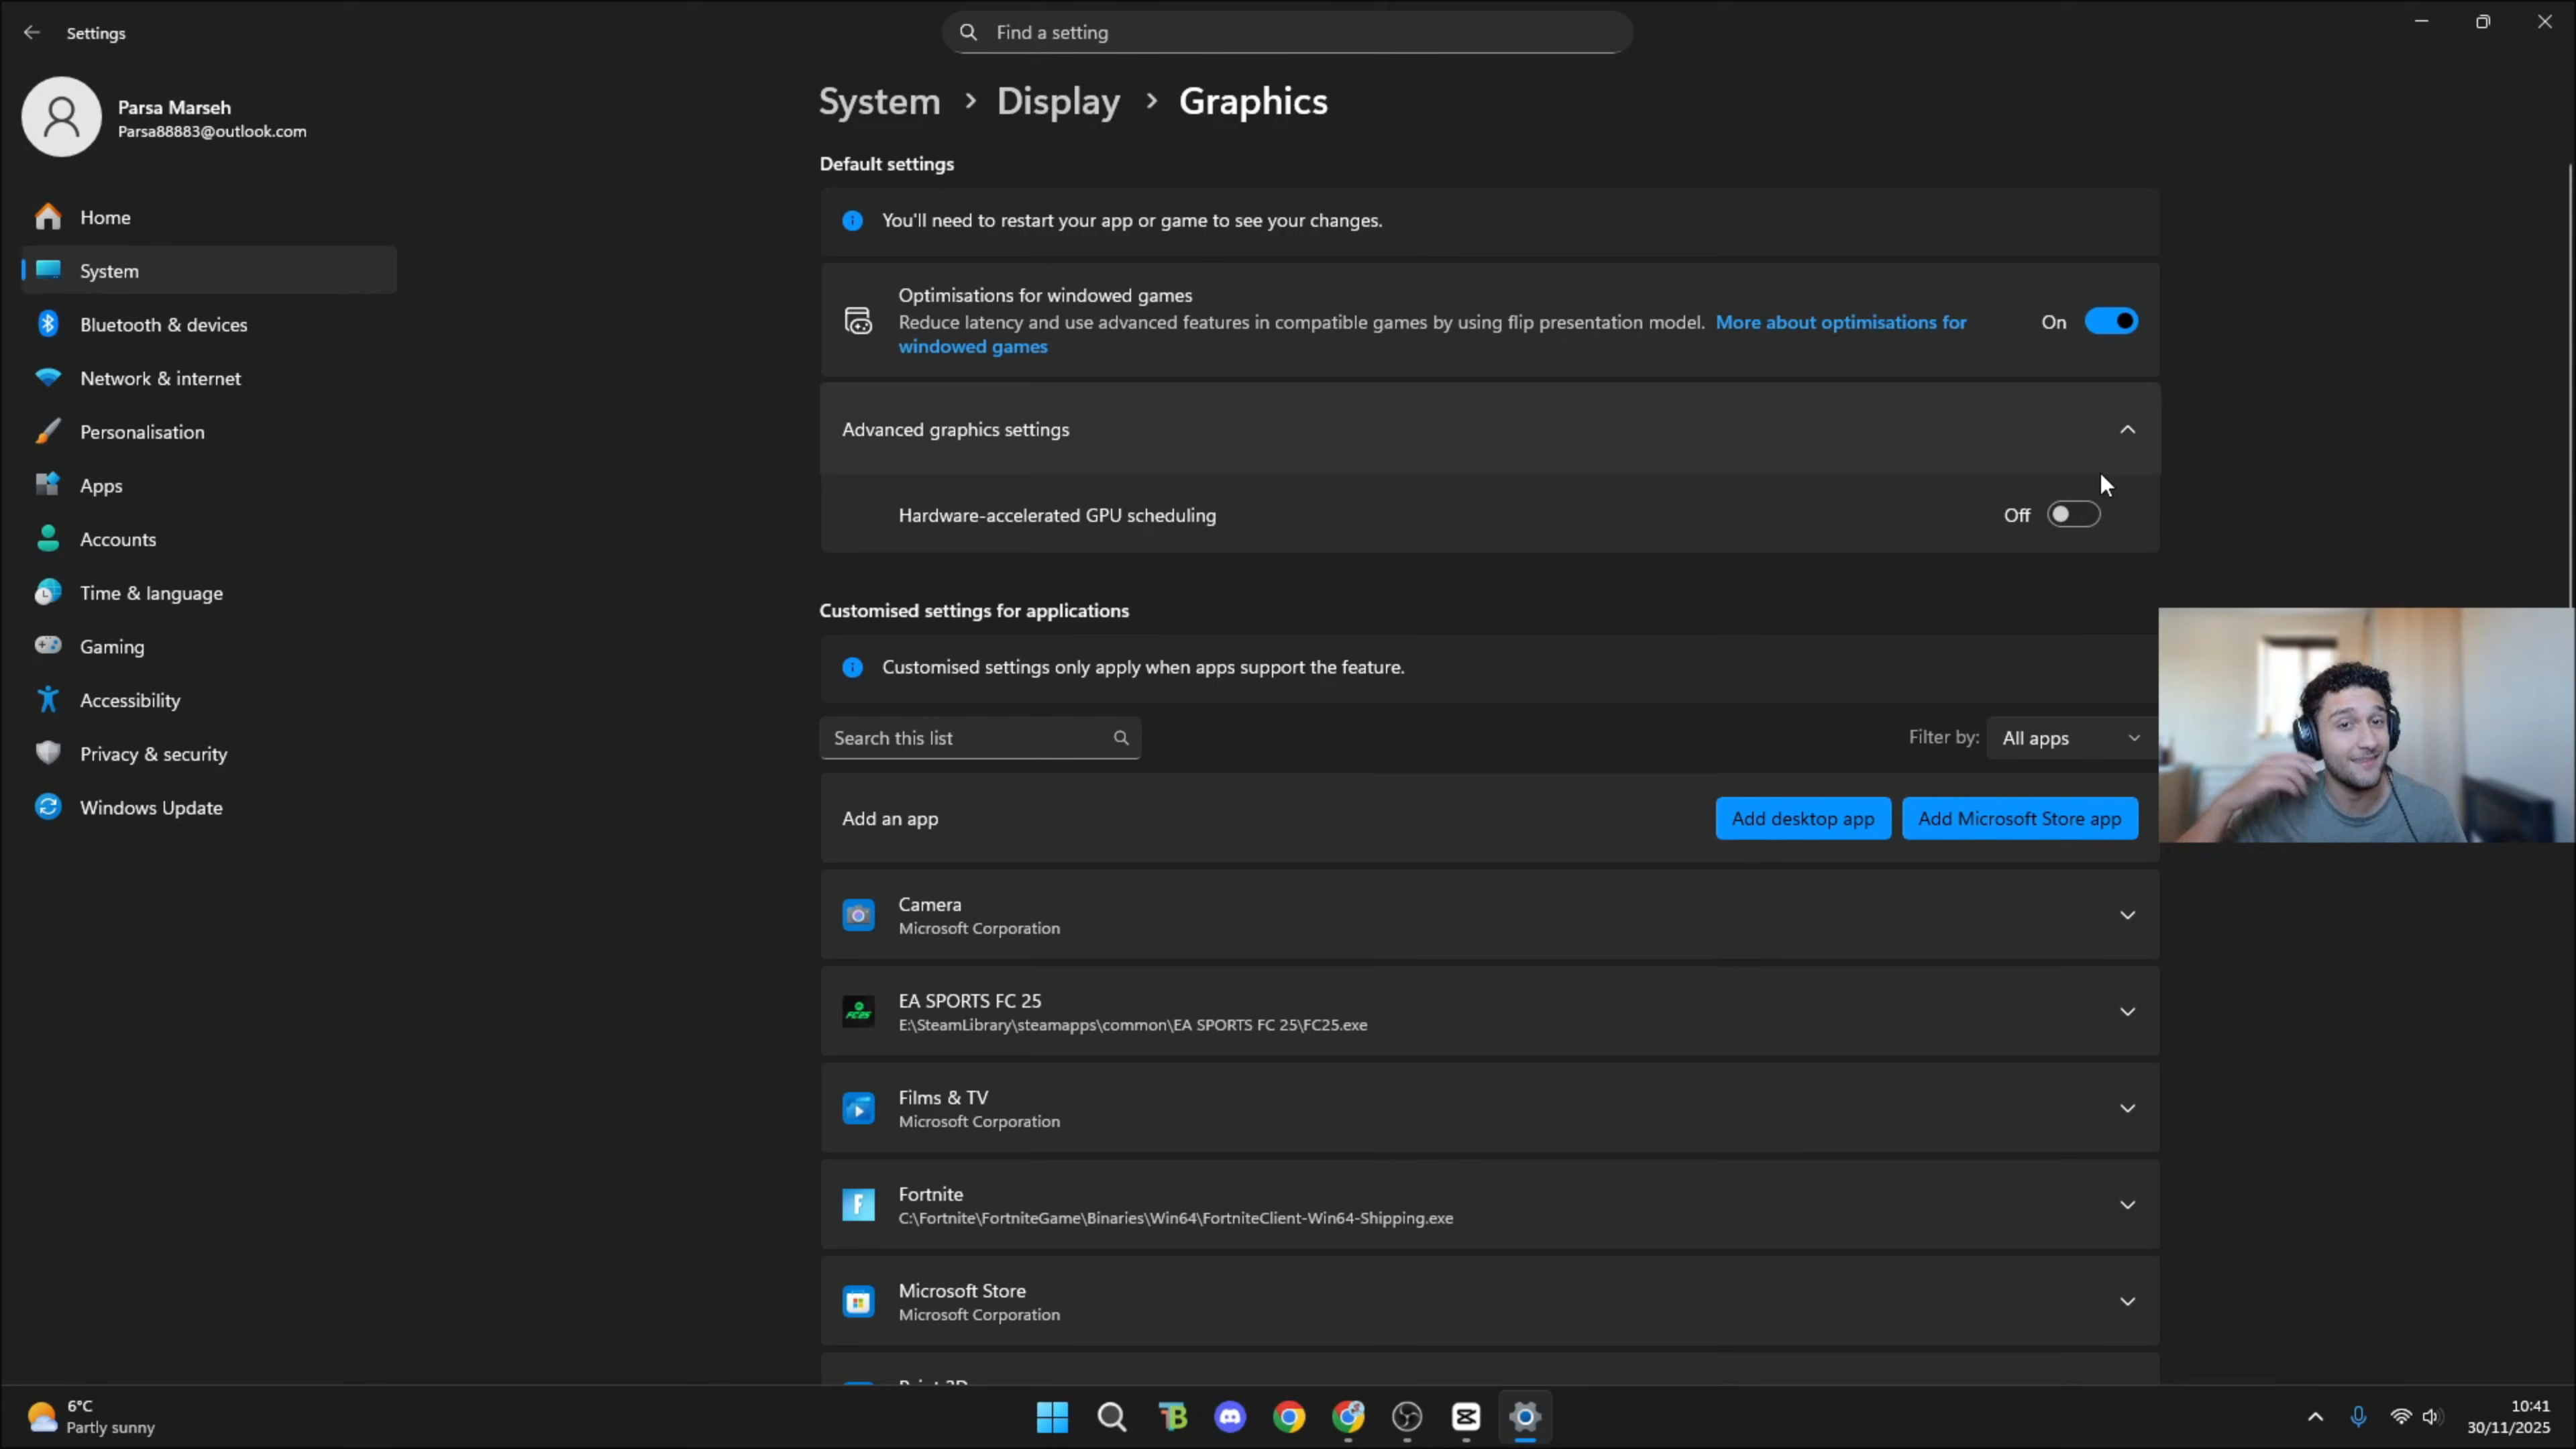 Settings
Find a setting
Parsa Marseh
Parsa88883@outlook.com
Home
System
Bluetooth & devices
Network & internet
Personalisation
Apps
Accounts
Time & language
Gaming
Accessibility
Privacy & security
Windows Update
System > Display > Graphics
Default settings
You'll need to restart your app or game to see your changes.
Optimisations for windowed games
Reduce latency and use advanced features in compatible games by using flip presentation model. More about optimisations for
windowed games
On
Advanced graphics settings
Hardware-accelerated GPU scheduling
Off
Customised settings for applications
Customised settings only apply when apps support the feature.
Search this list
Filter by: All apps
Add an app
Add desktop app
Add Microsoft Store app
Camera
Microsoft Corporation
EA SPORTS FC 25
E:\SteamLibrary\steamapps\common\EA SPORTS FC 25\FC25.exe
Films & TV
Microsoft Corporation
Fortnite
C:\Fortnite\FortniteGame\Binaries\Win64\FortniteClient-Win64-Shipping.exe
Microsoft Store
Microsoft Corporation
6°C
Partly sunny
10:41
30/11/2025